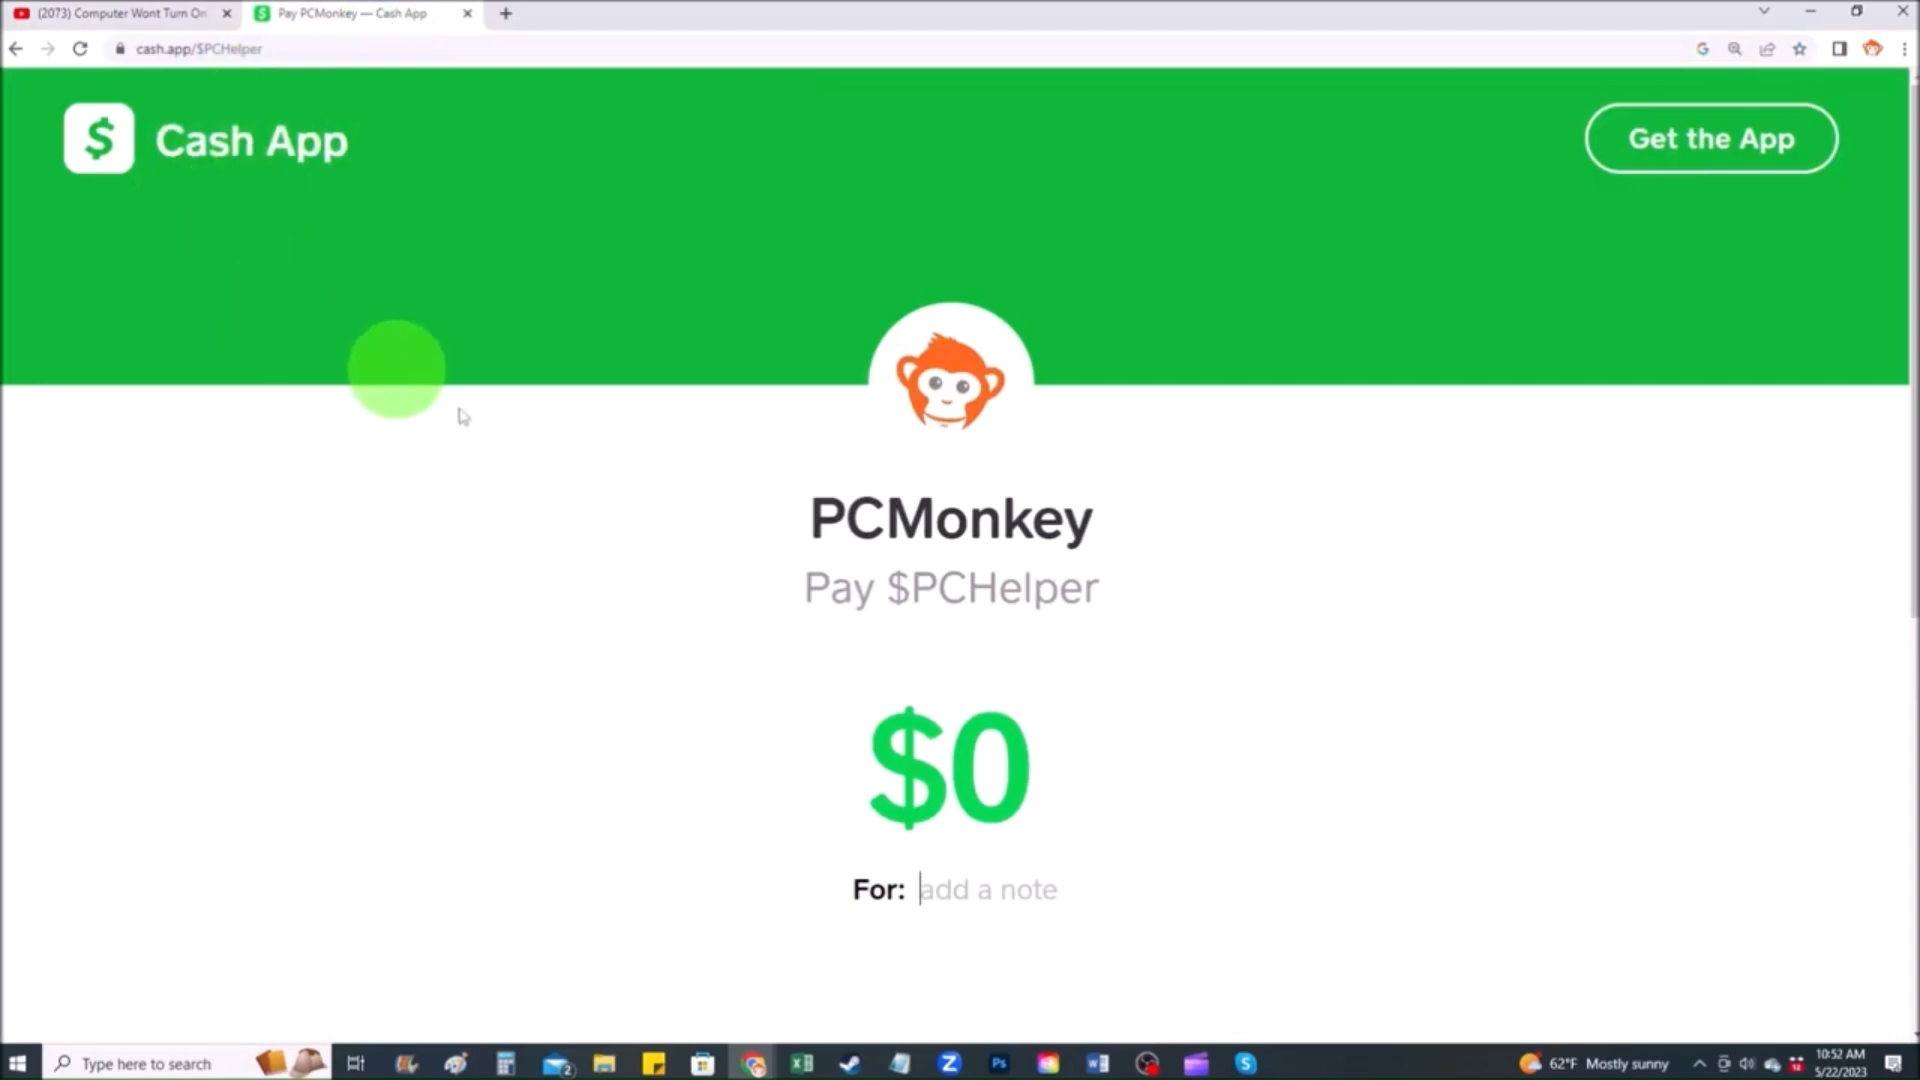 (2073) Computer Wont Turn On
Pay PCMonkey — Cash App
cash.app/$PCHelper
$ Cash App
Get the App
PCMonkey
Pay $PCHelper
$0
For: add a note
Type here to search
62°F Mostly sunny
10:52 AM
5/22/2023